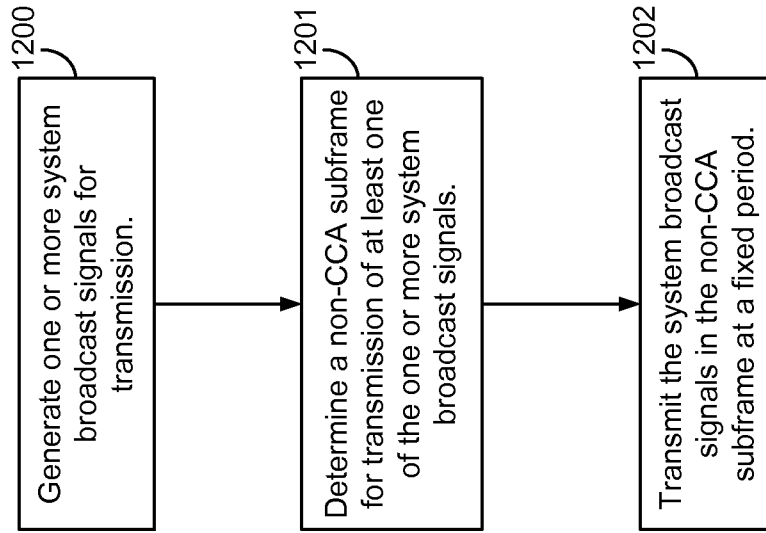 1200
Generate one or more system
broadcast signals for
transmission.
1201
Determine a non-CCA subframe
for transmission of at least one
of the one or more system
broadcast signals.
1202
Transmit the system broadcast
signals in the non-CCA
subframe at a fixed period.